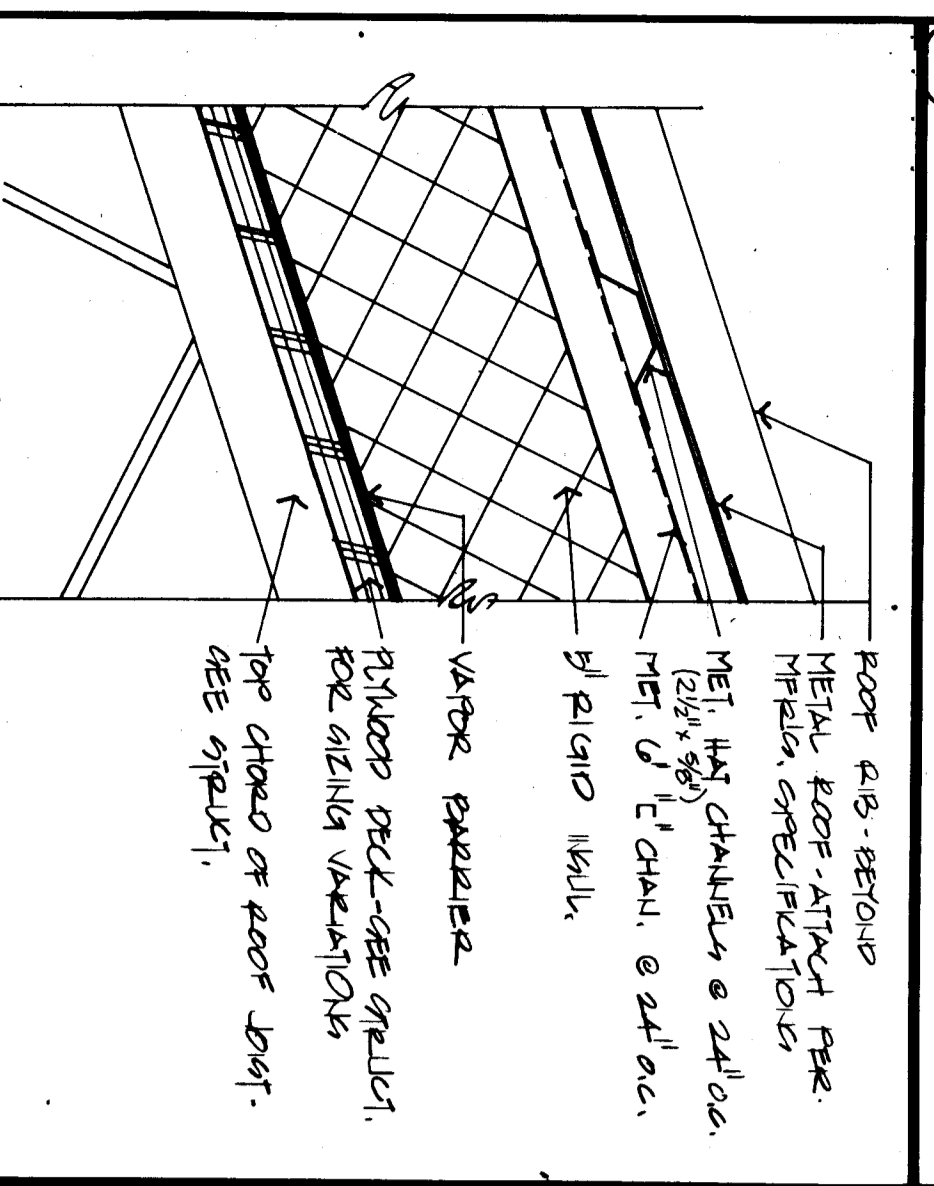 ROOF RIB-BEYOND
METAL ROOF-ATTACH PER.
MFRG. SPECIFICATIONS
MET. HAT CHANNELS @ 24" O.C.
(2 1/2" x 5/8")
MET. 6" "C" CHAN. @ 24" O.C.
5" RIGID INSUL.
VAPOR BARRIER
PLYWOOD DECK-SEE STRUCT.
FOR SIZING VARIATIONS
TOP CHORD OF ROOF JOIST.
SEE STRUCT.